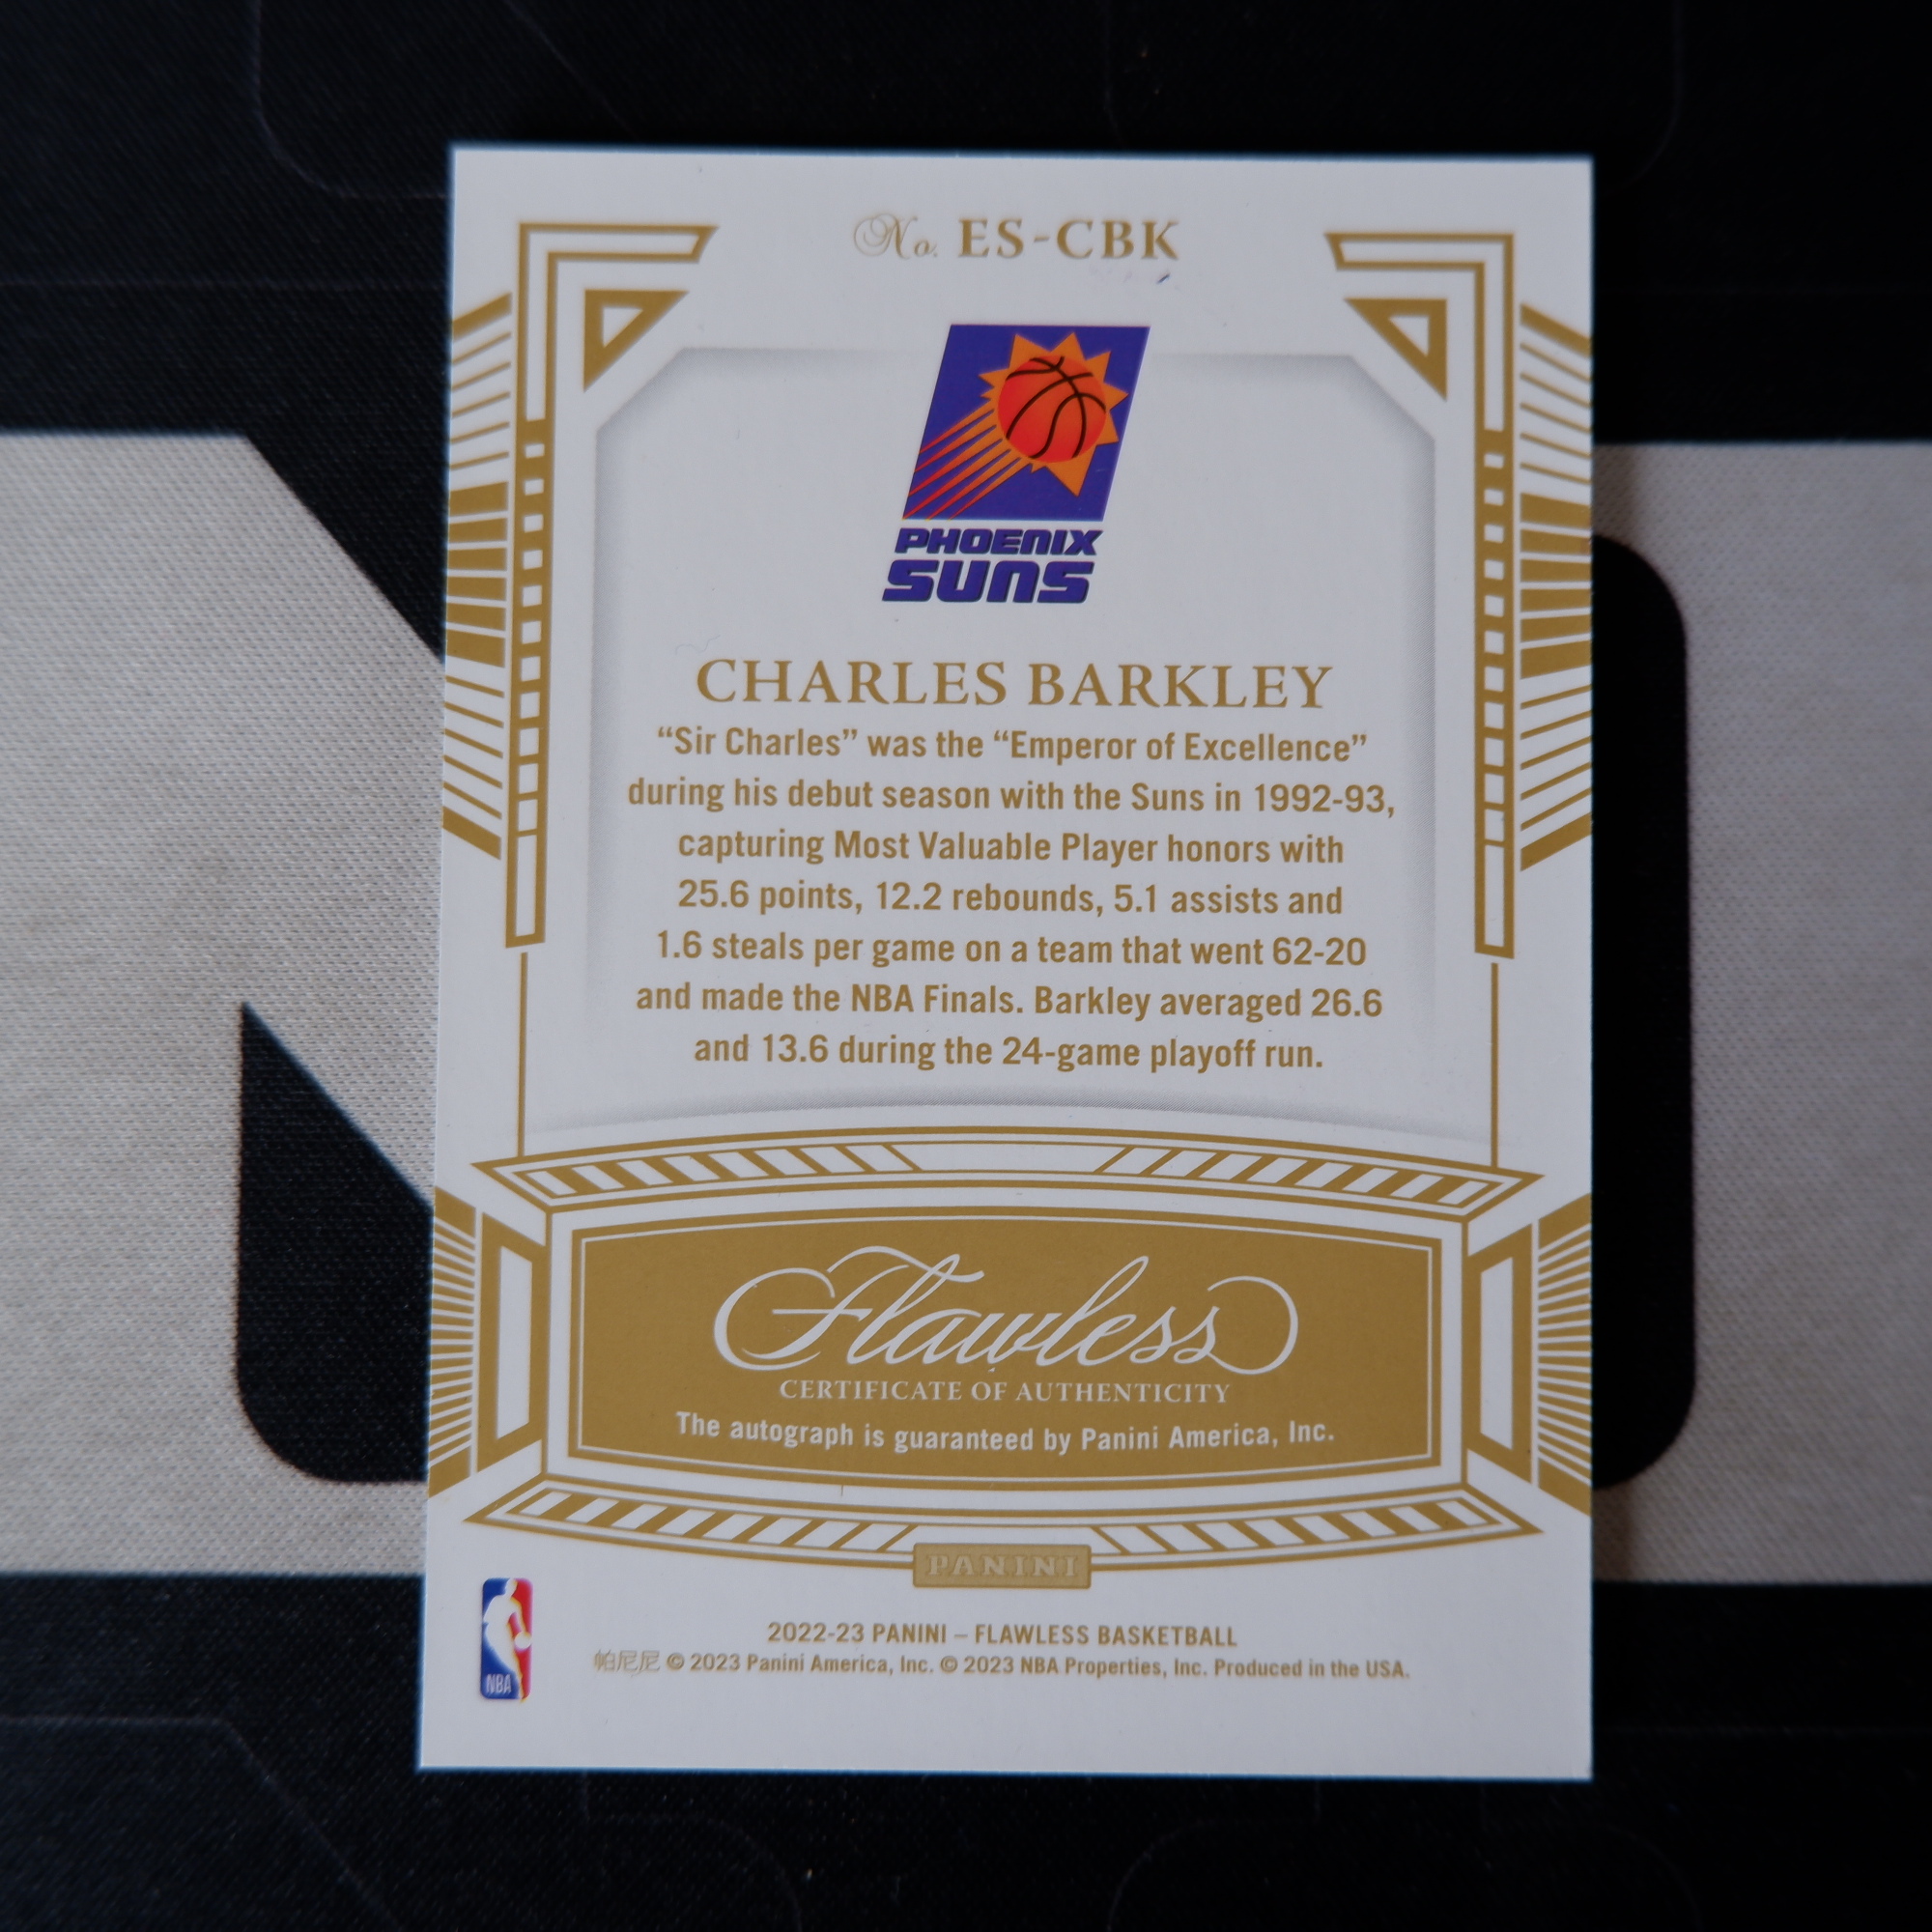 No. ES-CBK
PHOENIX
SUNS
CHARLES BARKLEY
“Sir Charles” was the “Emperor of Excellence”
during his debut season with the Suns in 1992-93,
capturing Most Valuable Player honors with
25.6 points, 12.2 rebounds, 5.1 assists and
1.6 steals per game on a team that went 62-20
and made the NBA Finals. Barkley averaged 26.6
and 13.6 during the 24-game playoff run.
Flawless
CERTIFICATE OF AUTHENTICITY
The autograph is guaranteed by Panini America, Inc.
PANINI
NBA
2022-23 PANINI – FLAWLESS BASKETBALL
帕尼尼 © 2023 Panini America, Inc. © 2023 NBA Properties, Inc. Produced in the USA.